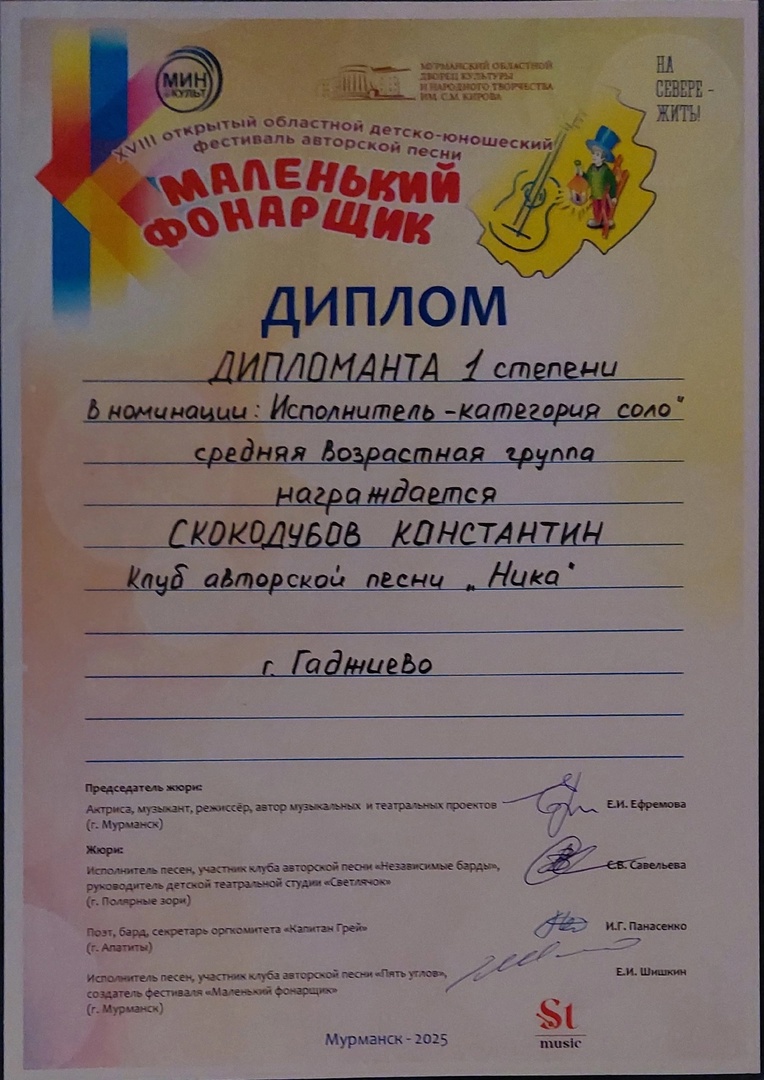 МИН
КУЛЬТ
МУРМАНСКИЙ ОБЛАСТНОЙ
ДВОРЕЦ КУЛЬТУРЫ
И НАРОДНОГО ТВОРЧЕСТВА
ИМ. С.М. КИРОВА
НА
СЕВЕРЕ -
ЖИТЬ!
XVIII открытый областной детско-юношеский
фестиваль авторской песни
МАЛЕНЬКИЙ
ФОНАРЩИК
ДИПЛОМ
ДИПЛОМАНТА 1 степени
В номинации: Исполнитель - категория соло"
средняя возрастная группа
награждается
СКОКОДУБОВ КОНСТАНТИН
Клуб авторской песни „Ника"
г. Гаджиево
Председатель жюри:
Актриса, музыкант, режиссёр, автор музыкальных и театральных проектов Е.И. Ефремова
(г. Мурманск)
Жюри:
Исполнитель песен, участник клуба авторской песни «Независимые барды», С.В. Савельева
руководитель детской театральной студии «Светлячок»
(г. Полярные зори)
Поэт, бард, секретарь оргкомитета «Капитан Грей» И.Г. Панасенко
(г. Апатиты)
Исполнитель песен, участник клуба авторской песни «Пять углов», Е.И. Шишкин
создатель фестиваля «Маленький фонарщик»
(г. Мурманск)
Мурманск - 2025
St
music